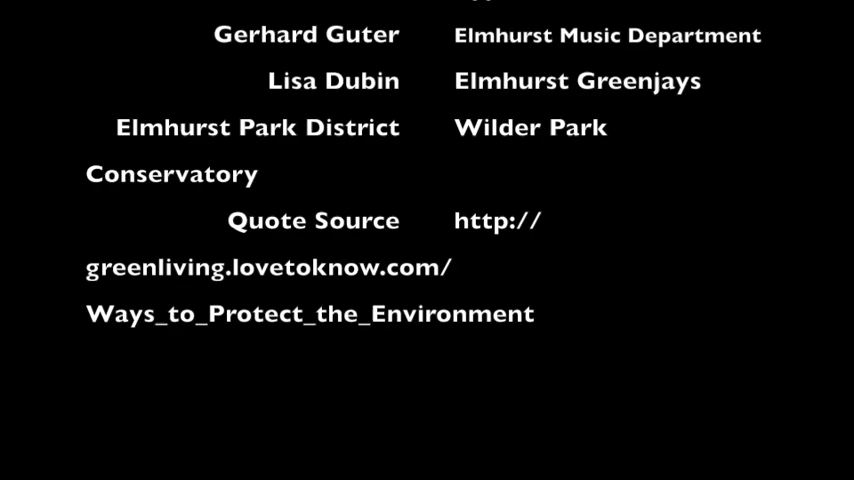 Gerhard Guter Elmhurst Music Department
Lisa Dubin Elmhurst Greenjays
Elmhurst Park District Wilder Park
Conservatory
Quote Source http://
greenliving.lovetoknow.com/
Ways_to_Protect_the_Environment